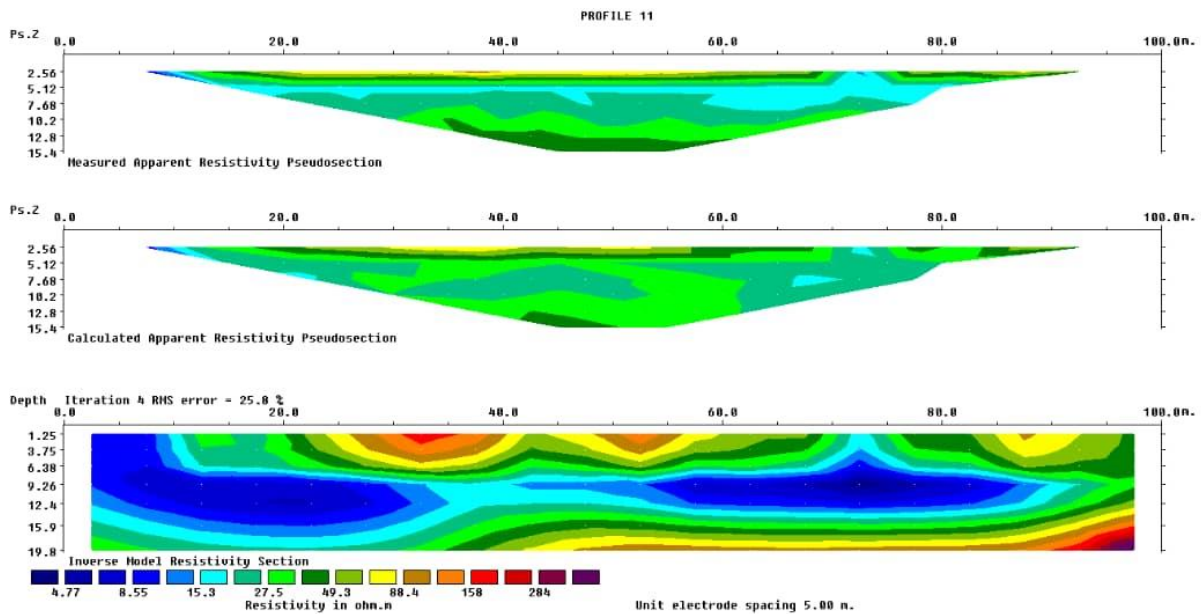 PROFILE 11
Ps.Z 0.0 20.0 40.0 60.0 80.0 100.0m.
2.56
5.12
7.68
10.2
12.8
15.4
Measured Apparent Resistivity Pseudosection
Ps.Z 0.0 20.0 40.0 60.0 80.0 100.0m.
2.56
5.12
7.68
10.2
12.8
15.4
Calculated Apparent Resistivity Pseudosection
Depth Iteration 4 RMS error = 25.8 %
0.0 20.0 40.0 60.0 80.0 100.0m.
1.25
3.75
6.38
9.26
12.4
15.9
19.8
Inverse Model Resistivity Section
4.77 8.55 15.3 27.5 49.3 88.4 158 284
Resistivity in ohm.m Unit electrode spacing 5.00 m.